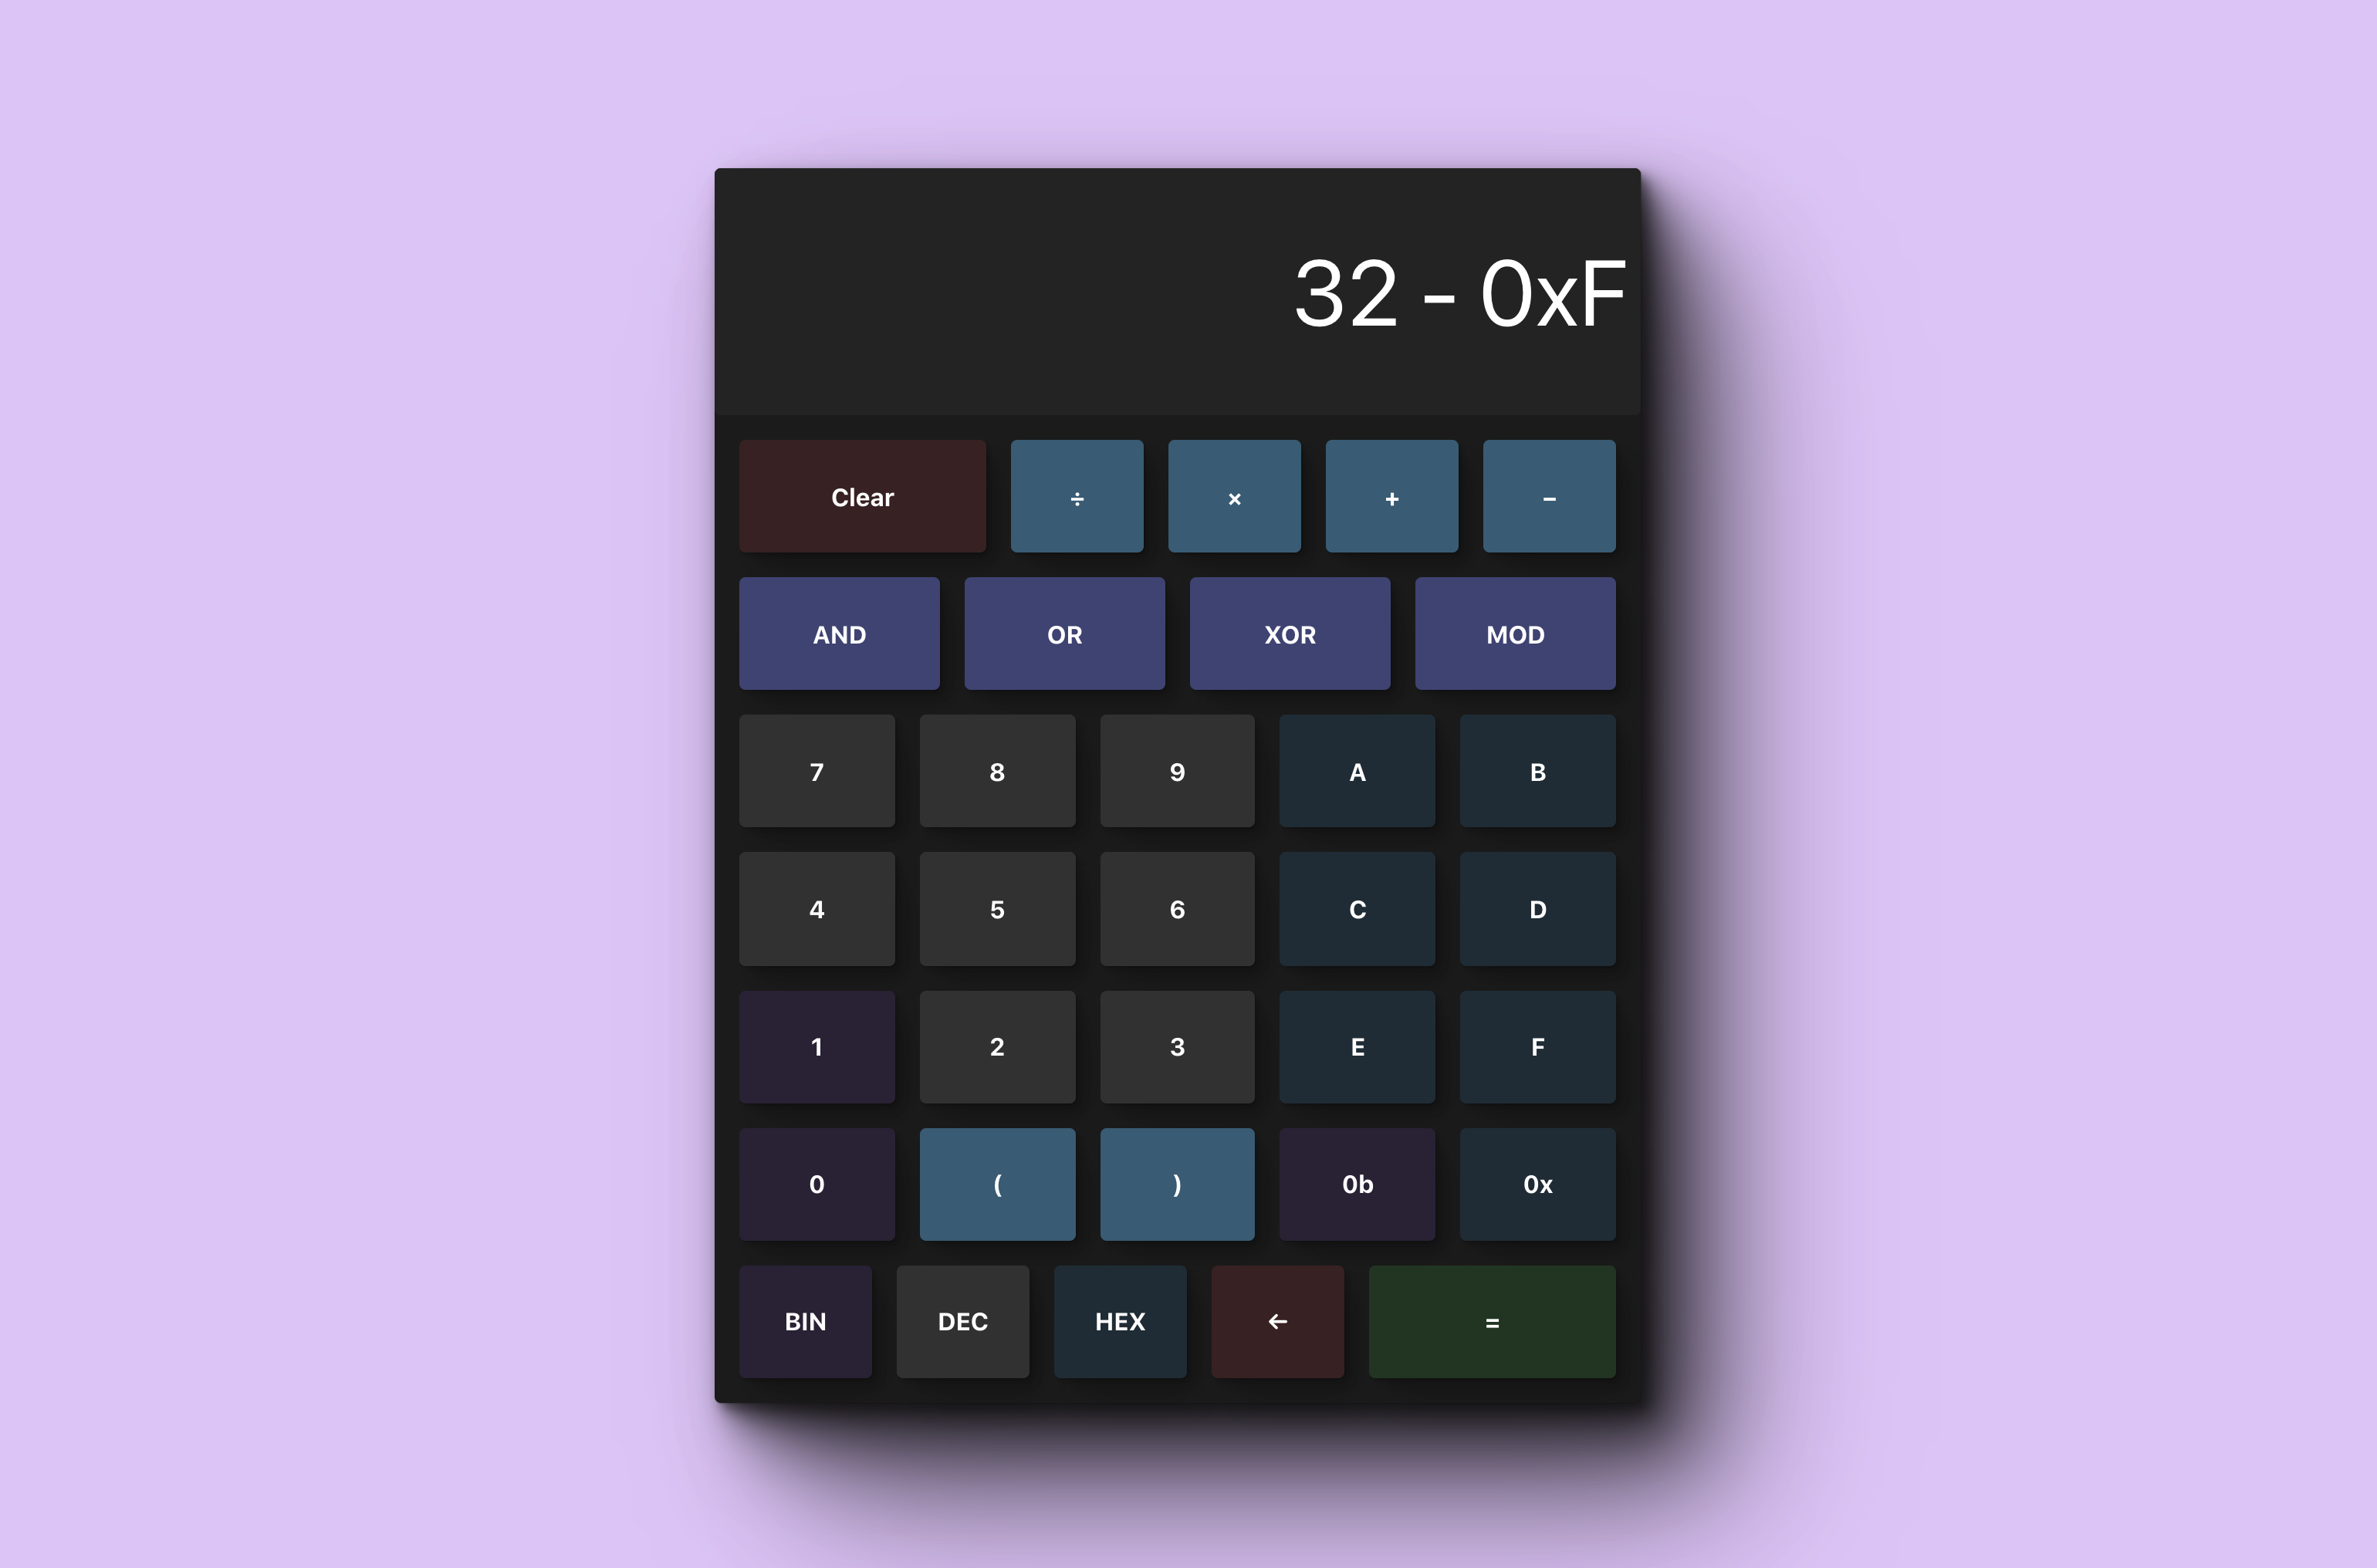 32 - 0xF
Clear ÷ × + −
AND OR XOR MOD
7 8 9 A B
4 5 6 C D
1 2 3 E F
0 ( ) 0b 0x
BIN DEC HEX ← =